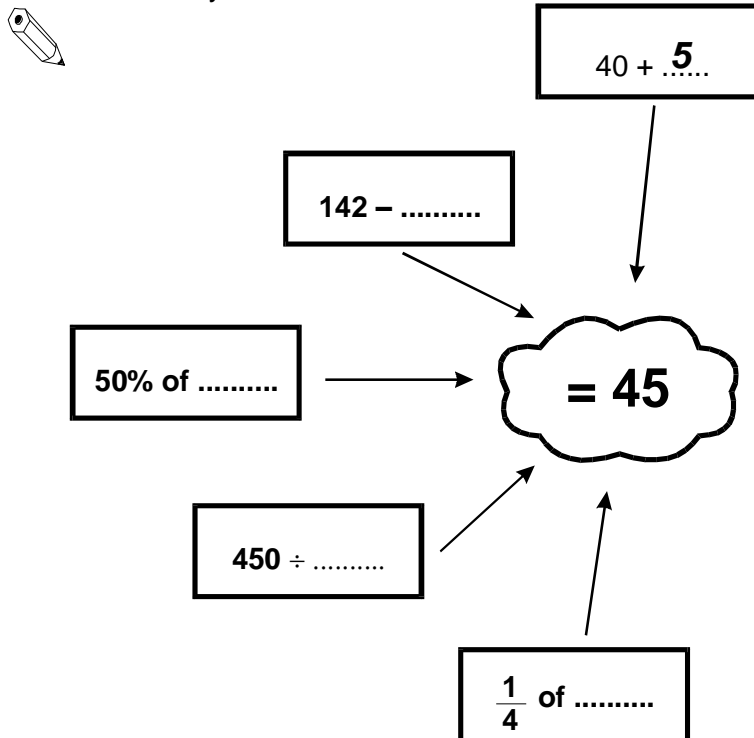 40 + ..5....
142 – ..........
50% of ..........
= 45
450 ÷ ..........
1/4 of ..........